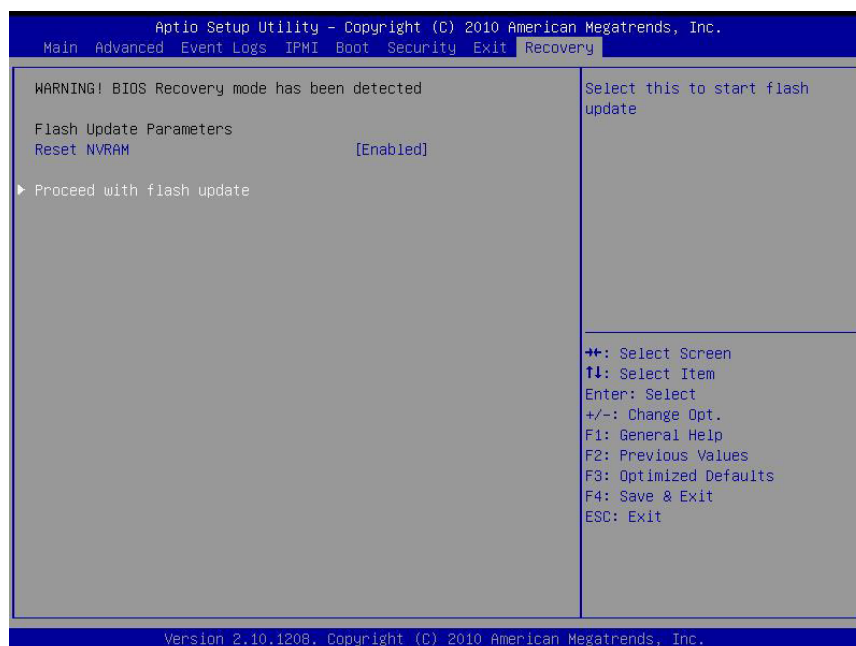 Aptio Setup Utility – Copyright (C) 2010 American Megatrends, Inc.
Main Advanced Event Logs IPMI Boot Security Exit Recovery
WARNING! BIOS Recovery mode has been detected
Flash Update Parameters
Reset NVRAM [Enabled]
▶ Proceed with flash update
Select this to start flash
update
→←: Select Screen
↑↓: Select Item
Enter: Select
+/-: Change Opt.
F1: General Help
F2: Previous Values
F3: Optimized Defaults
F4: Save & Exit
ESC: Exit
Version 2.10.1208. Copyright (C) 2010 American Megatrends, Inc.